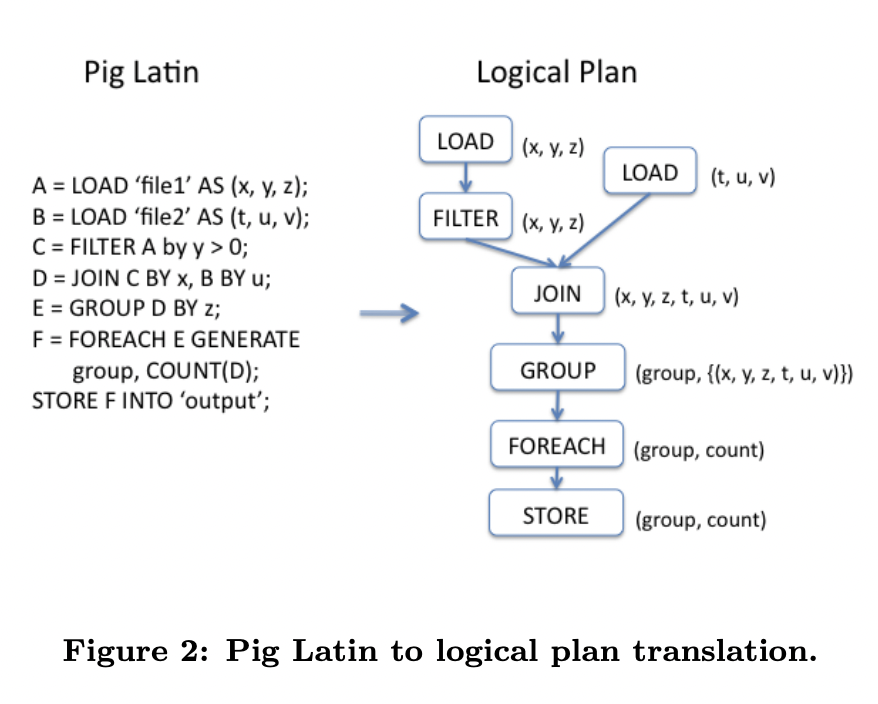 Pig Latin
A = LOAD ‘file1’ AS (x, y, z);
B = LOAD ‘file2’ AS (t, u, v);
C = FILTER A by y > 0;
D = JOIN C BY x, B BY u;
E = GROUP D BY z;
F = FOREACH E GENERATE
group, COUNT(D);
STORE F INTO ‘output’;
Logical Plan
LOAD (x, y, z)
LOAD (t, u, v)
FILTER (x, y, z)
JOIN (x, y, z, t, u, v)
GROUP (group, {(x, y, z, t, u, v)})
FOREACH (group, count)
STORE (group, count)
Figure 2: Pig Latin to logical plan translation.